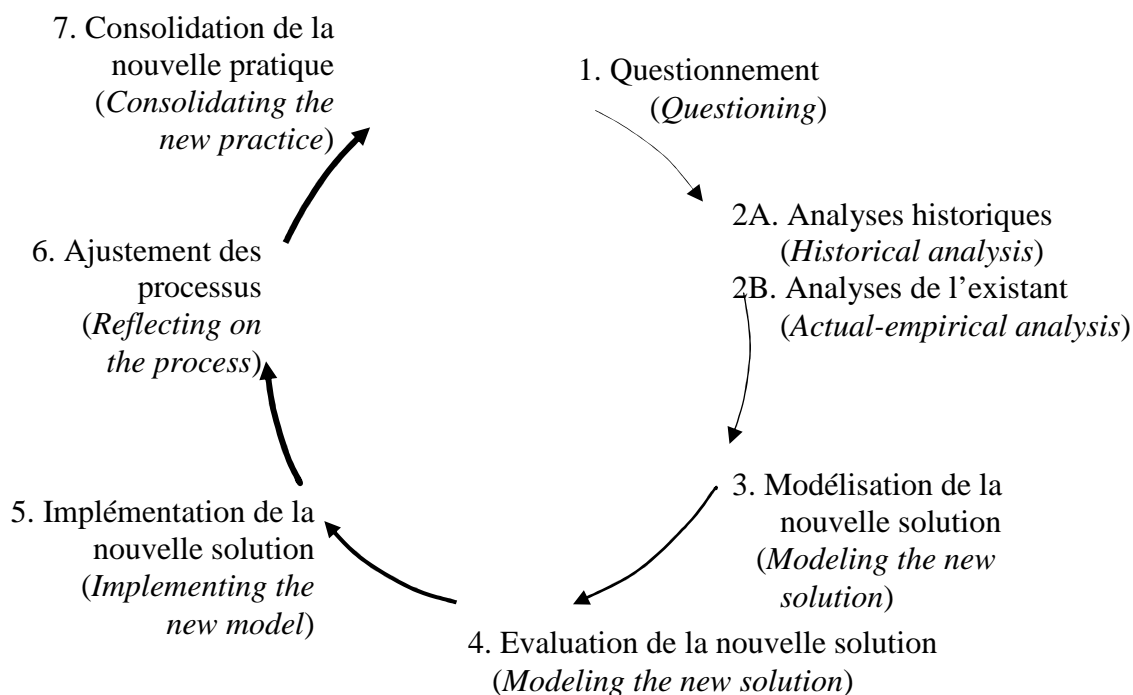 1. Questionnement
(Questioning)
2A. Analyses historiques
(Historical analysis)
2B. Analyses de l’existant
(Actual-empirical analysis)
3. Modélisation de la
nouvelle solution
(Modeling the new
solution)
4. Evaluation de la nouvelle solution
(Modeling the new solution)
5. Implémentation de la
nouvelle solution
(Implementing the
new model)
6. Ajustement des
processus
(Reflecting on
the process)
7. Consolidation de la
nouvelle pratique
(Consolidating the
new practice)